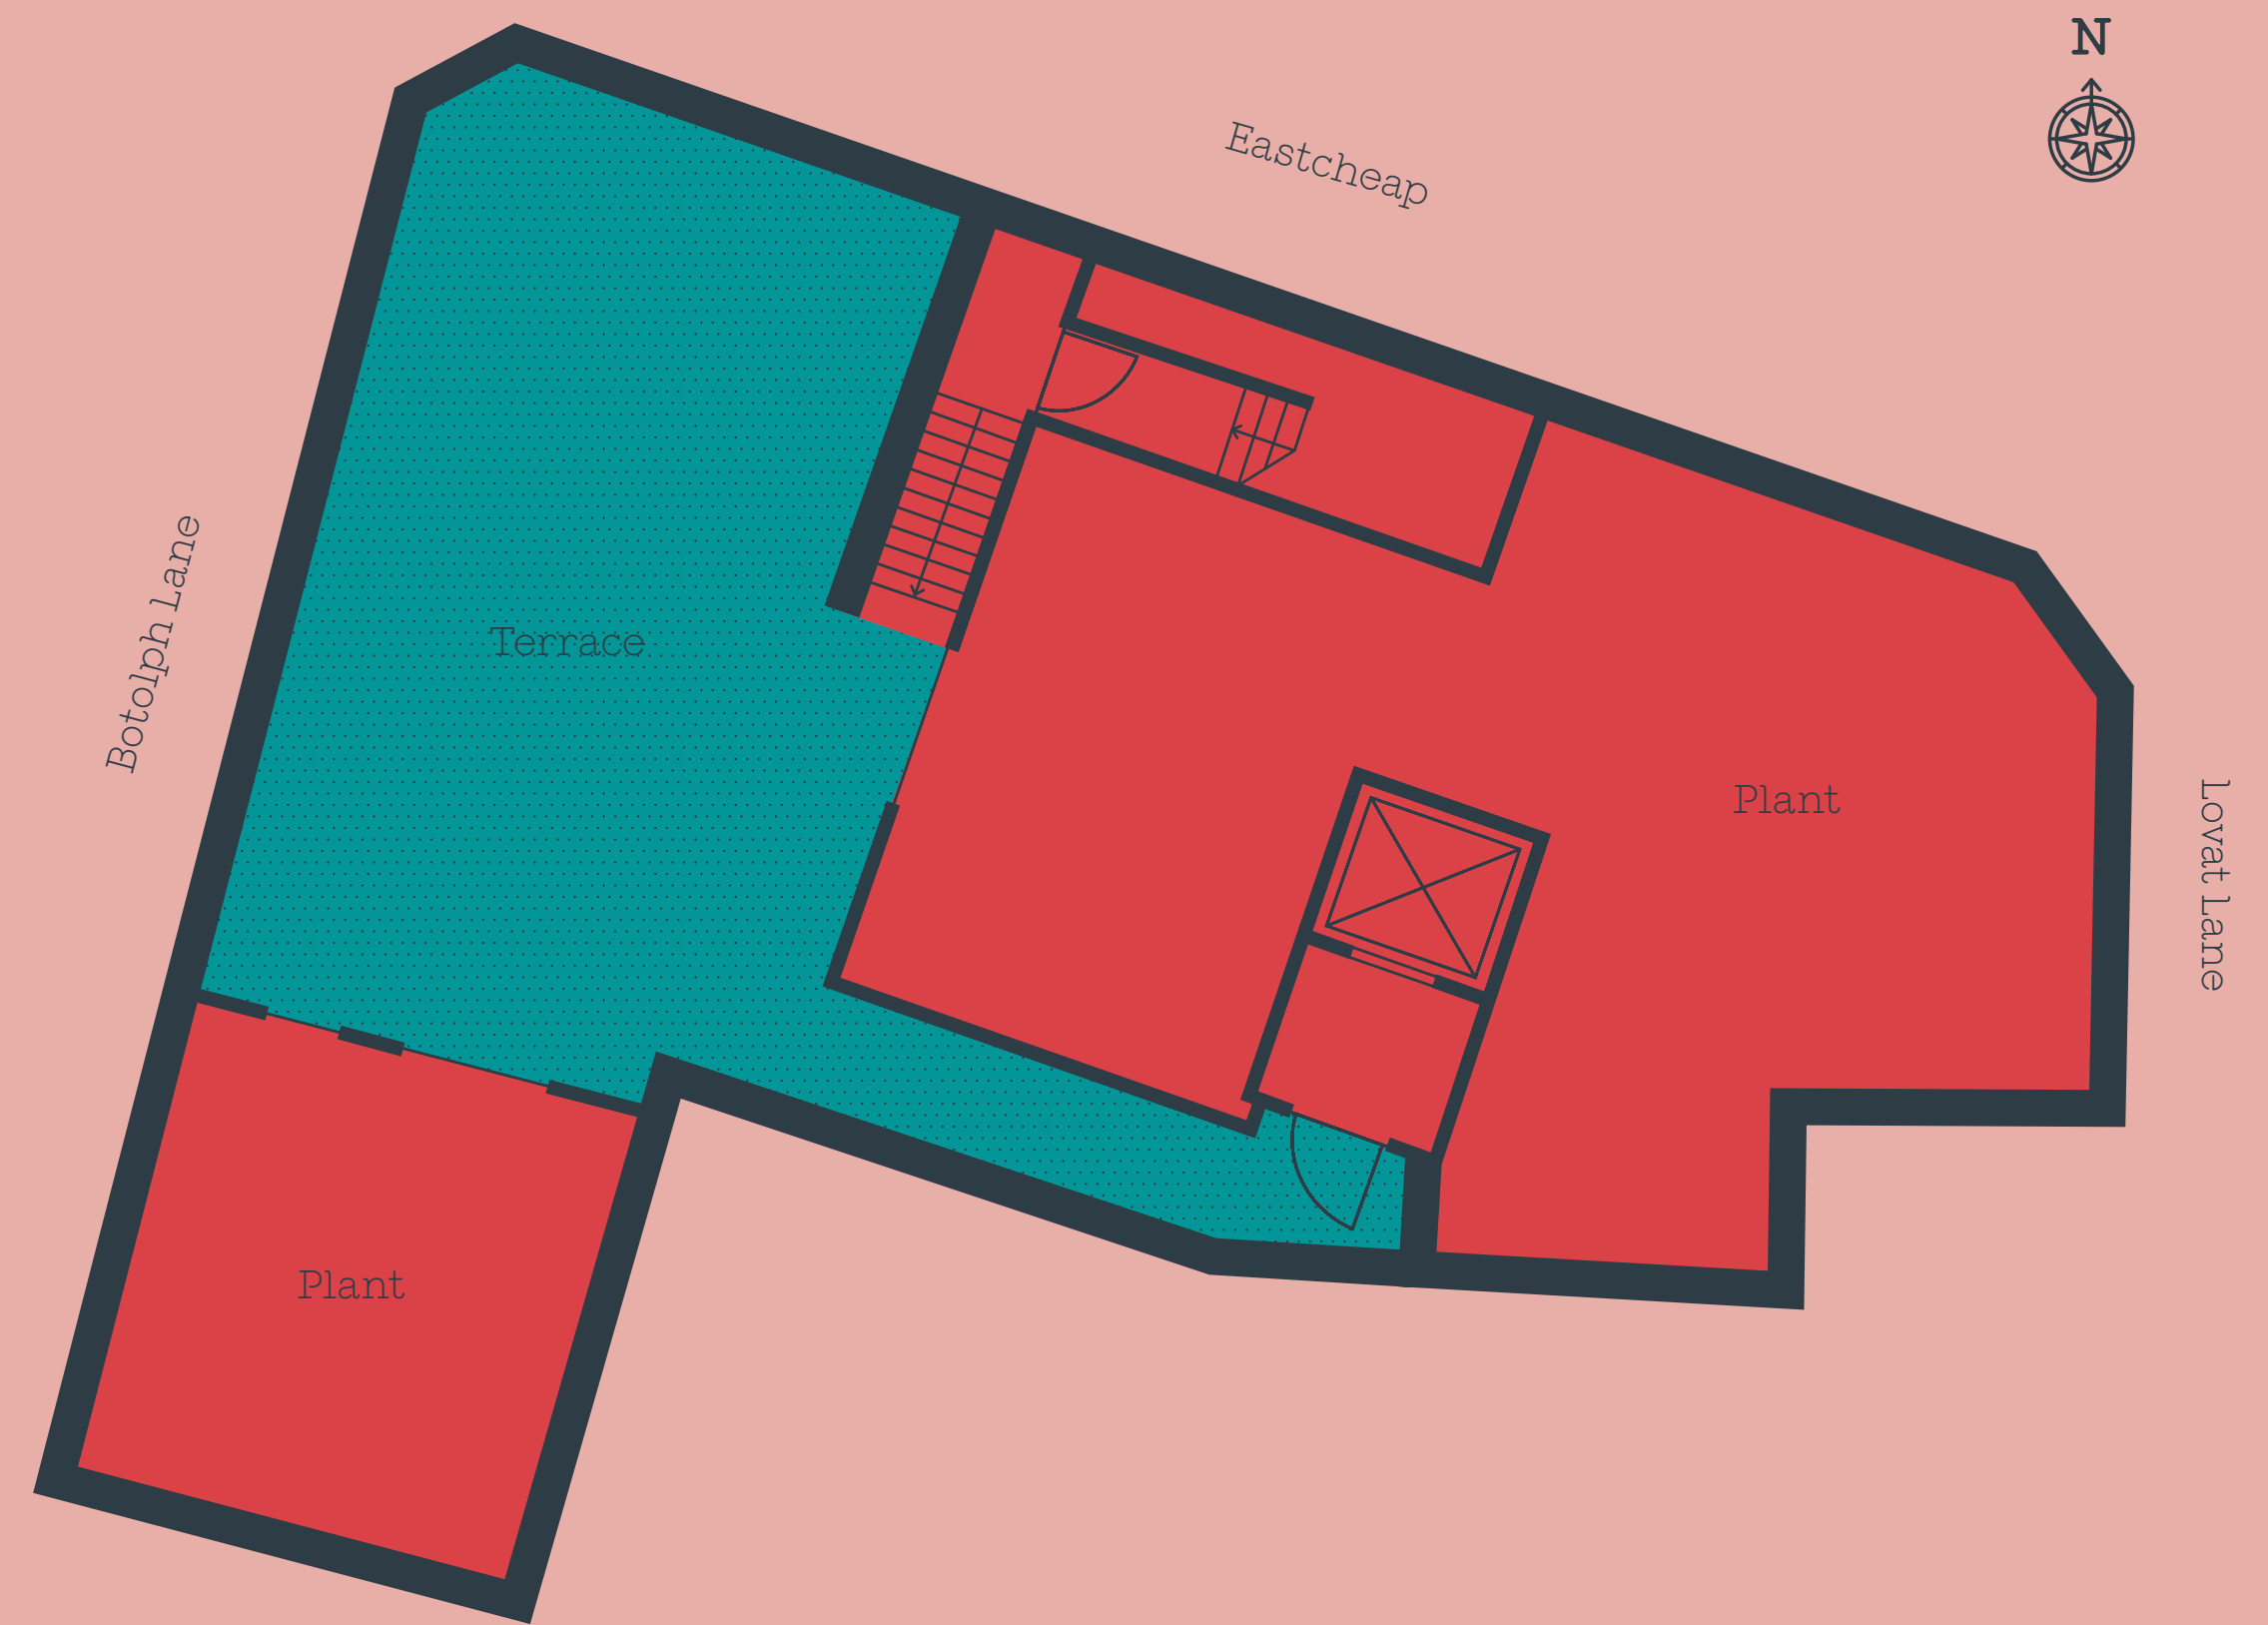 N
Eastcheap
Botolph Lane
Terrace
Plant
Lovat Lane
Plant